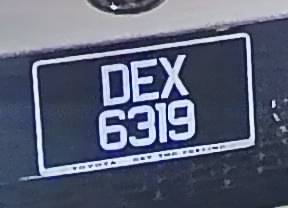 DEX
6319
TOYOTA GET THE FEELING